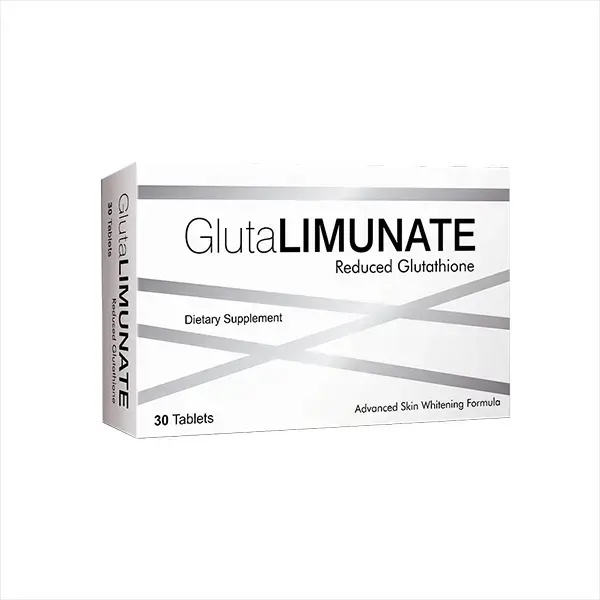 GlutaLIMUNATE
Reduced Glutathione
Dietary Supplement
30 Tablets
Advanced Skin Whitening Formula
GlutaLIMUNATE
Reduced Glutathione
30 Tablets